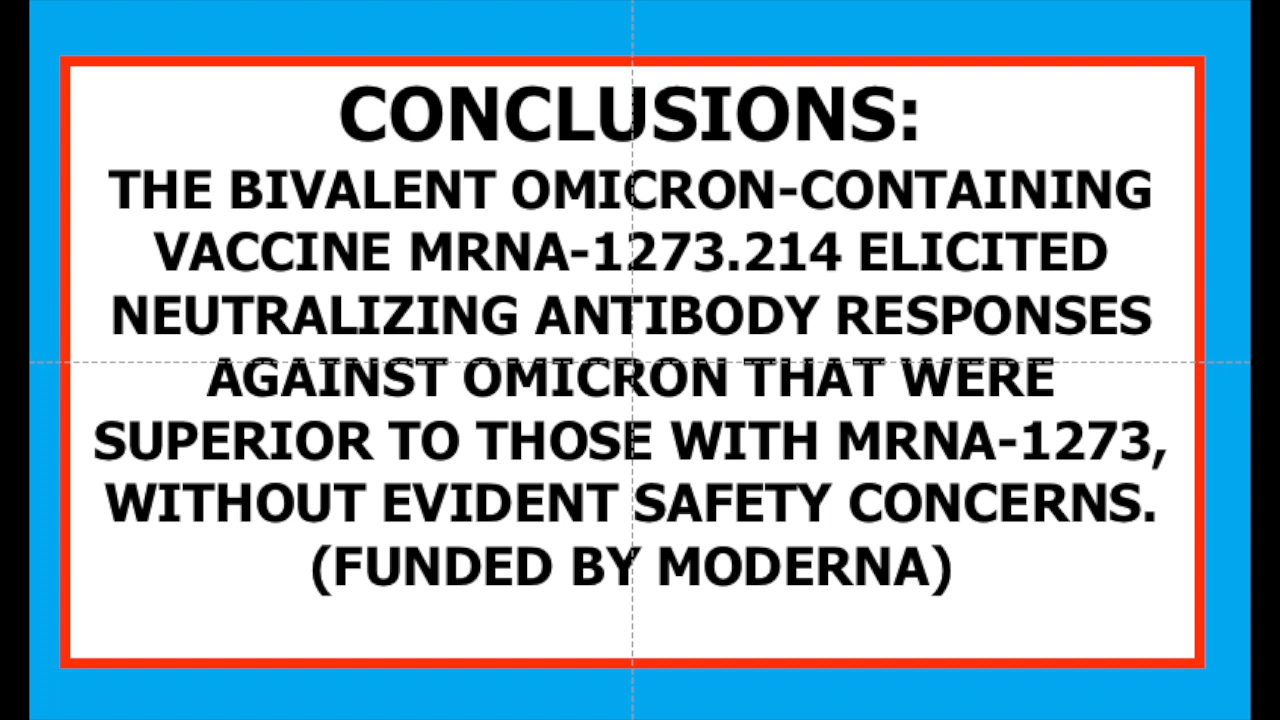 CONCLUSIONS:
THE BIVALENT OMICRON-CONTAINING
VACCINE MRNA-1273.214 ELICITED
NEUTRALIZING ANTIBODY RESPONSES
AGAINST OMICRON THAT WERE
SUPERIOR TO THOSE WITH MRNA-1273,
WITHOUT EVIDENT SAFETY CONCERNS.
(FUNDED BY MODERNA)